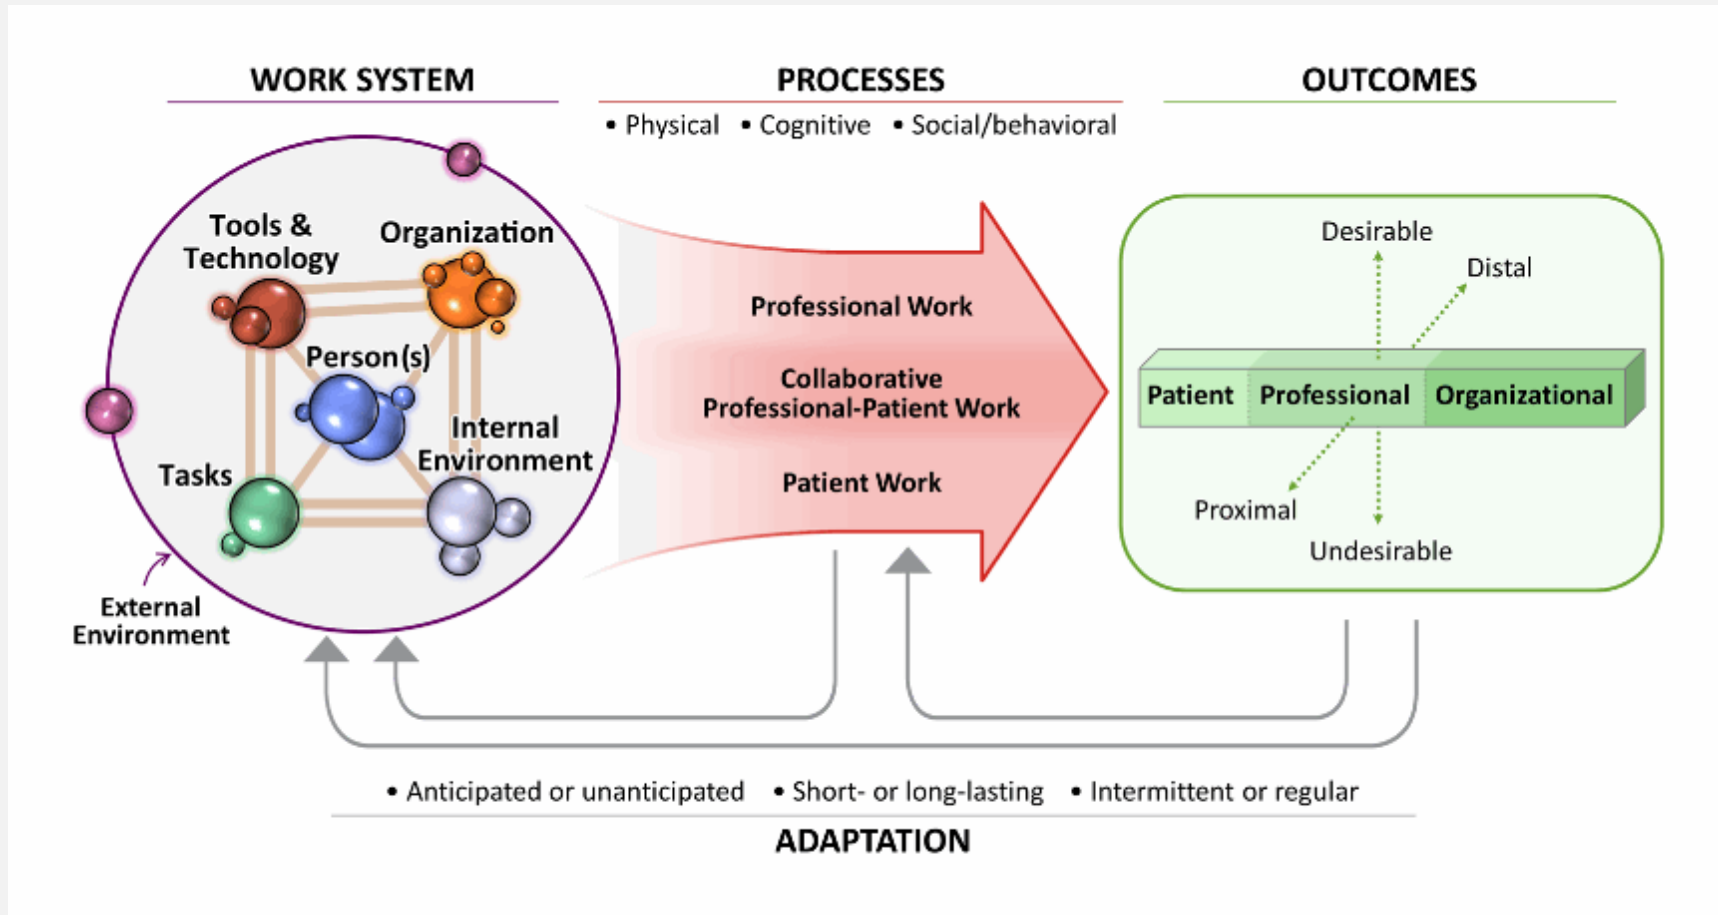 WORK SYSTEM
PROCESSES
OUTCOMES
• Physical • Cognitive • Social/behavioral
Tools &
Technology
Organization
Person(s)
Internal
Environment
Tasks
External
Environment
Professional Work
Collaborative
Professional-Patient Work
Patient Work
Desirable
Distal
Patient
Professional
Organizational
Proximal
Undesirable
• Anticipated or unanticipated • Short- or long-lasting • Intermittent or regular
ADAPTATION